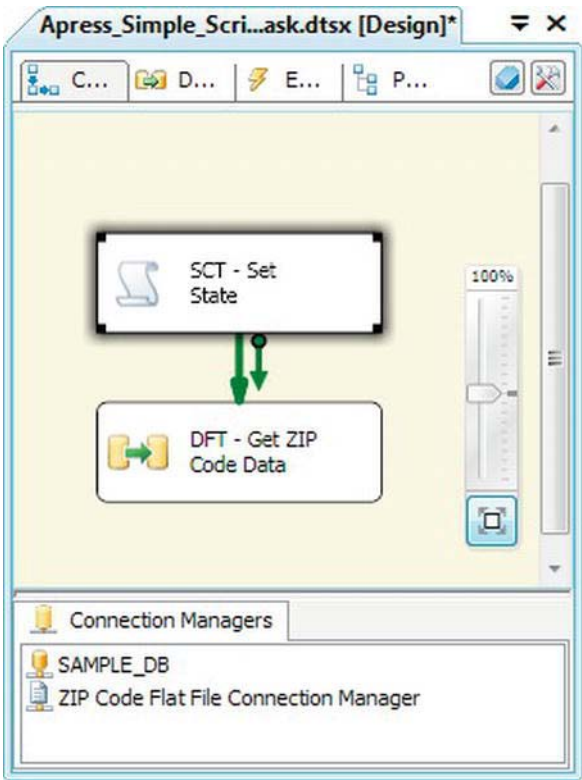 Apress_Simple_Scri...ask.dtsx [Design]*
C... D... E... P...
SCT - Set
State
100%
DFT - Get ZIP
Code Data
Connection Managers
SAMPLE_DB
ZIP Code Flat File Connection Manager